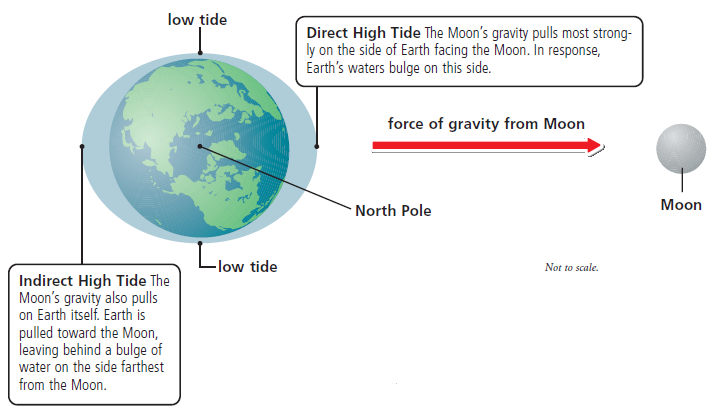 low tide
Direct High Tide The Moon's gravity pulls most strong-
ly on the side of Earth facing the Moon. In response,
Earth's waters bulge on this side.
force of gravity from Moon
Moon
North Pole
low tide
Not to scale.
Indirect High Tide The
Moon's gravity also pulls
on Earth itself. Earth is
pulled toward the Moon,
leaving behind a bulge of
water on the side farthest
from the Moon.